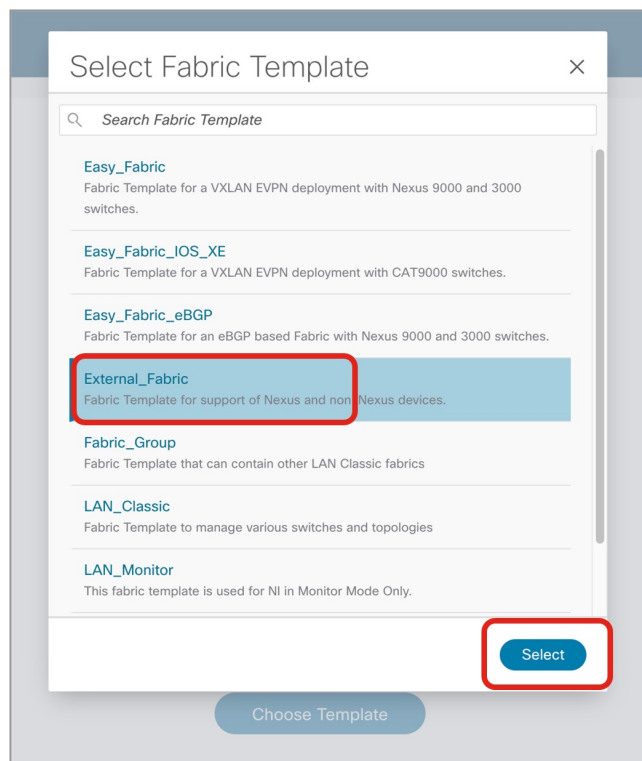 Select Fabric Template
Search Fabric Template
Easy_Fabric
Fabric Template for a VXLAN EVPN deployment with Nexus 9000 and 3000
switches.
Easy_Fabric_IOS_XE
Fabric Template for a VXLAN EVPN deployment with CAT9000 switches.
Easy_Fabric_eBGP
Fabric Template for an eBGP based Fabric with Nexus 9000 and 3000 switches.
External_Fabric
Fabric Template for support of Nexus and non Nexus devices.
Fabric_Group
Fabric Template that can contain other LAN Classic fabrics
LAN_Classic
Fabric Template to manage various switches and topologies
LAN_Monitor
This fabric template is used for NI in Monitor Mode Only.
Select
Choose Template